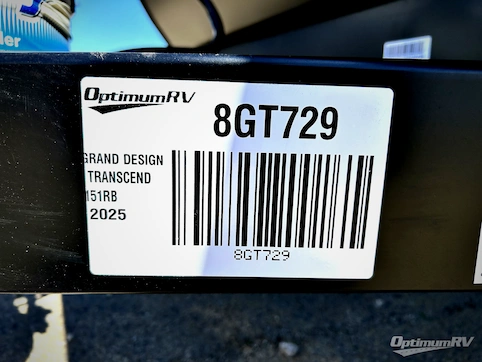 OptimumRV
8GT729
GRAND DESIGN
TRANSCEND
151RB
2025
8GT729
OptimumRV